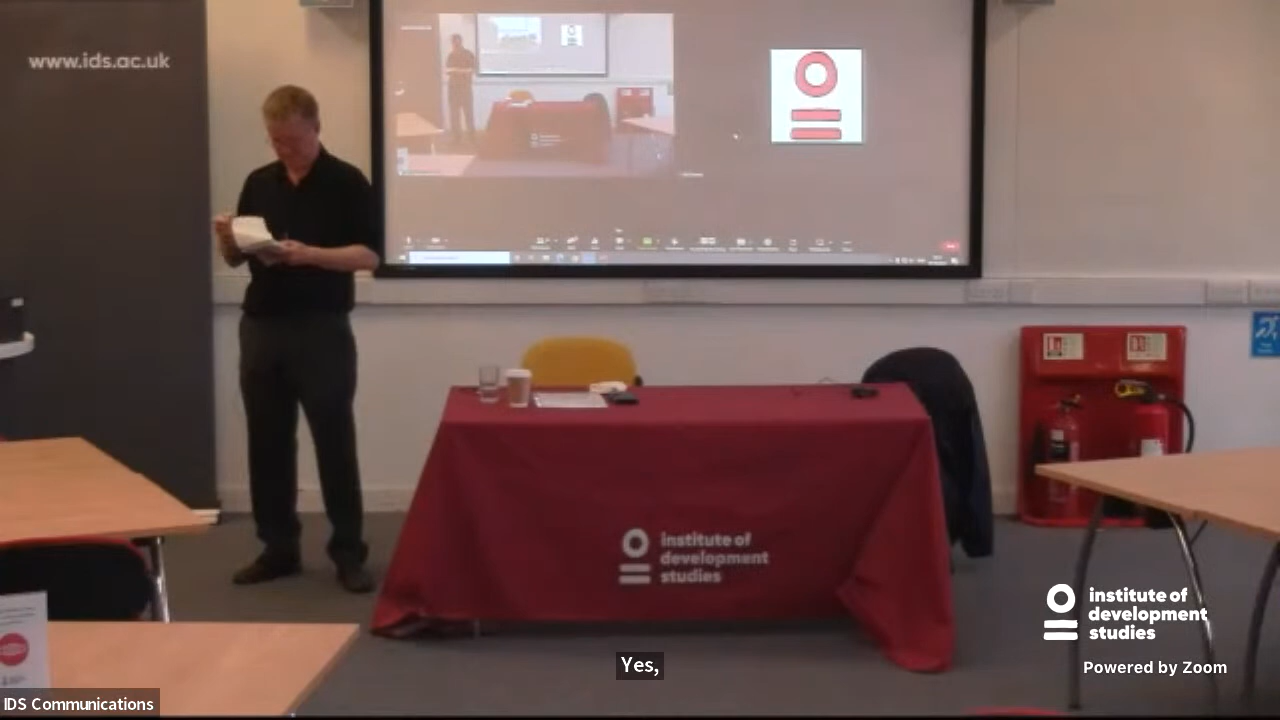 www.ids.ac.uk
institute of
development
studies
institute of
development
studies
Powered by Zoom
Yes,
IDS Communications